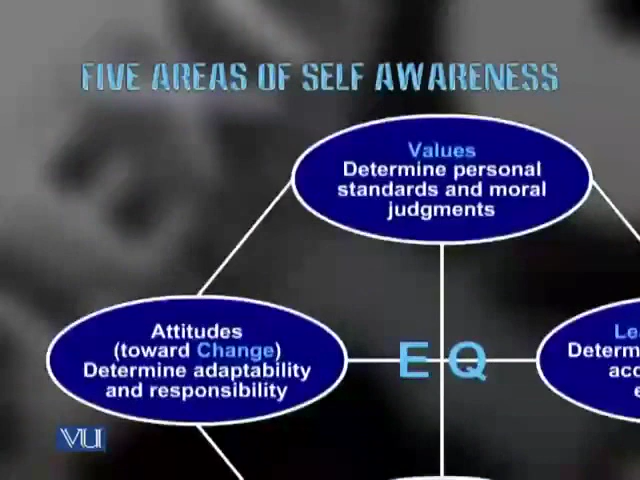 FIVE AREAS OF SELF AWARENESS
Values
Determine personal
standards and moral
judgments
Attitudes
(toward Change)
Determine adaptability
and responsibility
EQ
VU